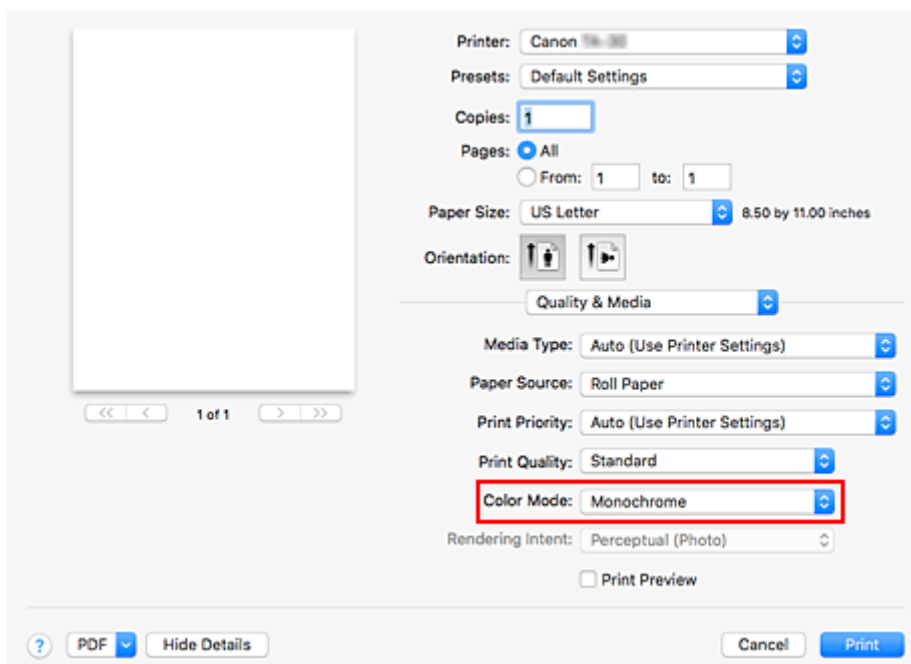 Printer: Canon
Presets: Default Settings
Copies: 1
Pages: All
From: 1 to: 1
Paper Size: US Letter 8.50 by 11.00 inches
Orientation:
Quality & Media
Media Type: Auto (Use Printer Settings)
Paper Source: Roll Paper
<< < 1 of 1 > >>
Print Priority: Auto (Use Printer Settings)
Print Quality: Standard
Color Mode: Monochrome
Rendering Intent: Perceptual (Photo)
Print Preview
? PDF Hide Details Cancel Print